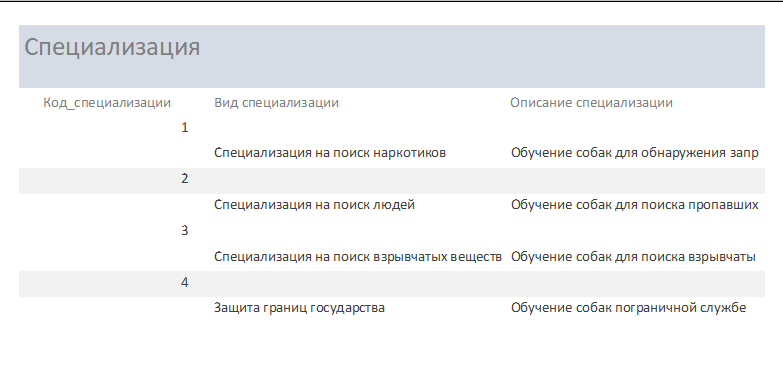 Специализация
Код_специализации Вид специализации Описание специализации
1
Специализация на поиск наркотиков Обучение собак для обнаружения запр
2
Специализация на поиск людей Обучение собак для поиска пропавших
3
Специализация на поиск взрывчатых веществ Обучение собак для поиска взрывчаты
4
Защита границ государства Обучение собак пограничной службе